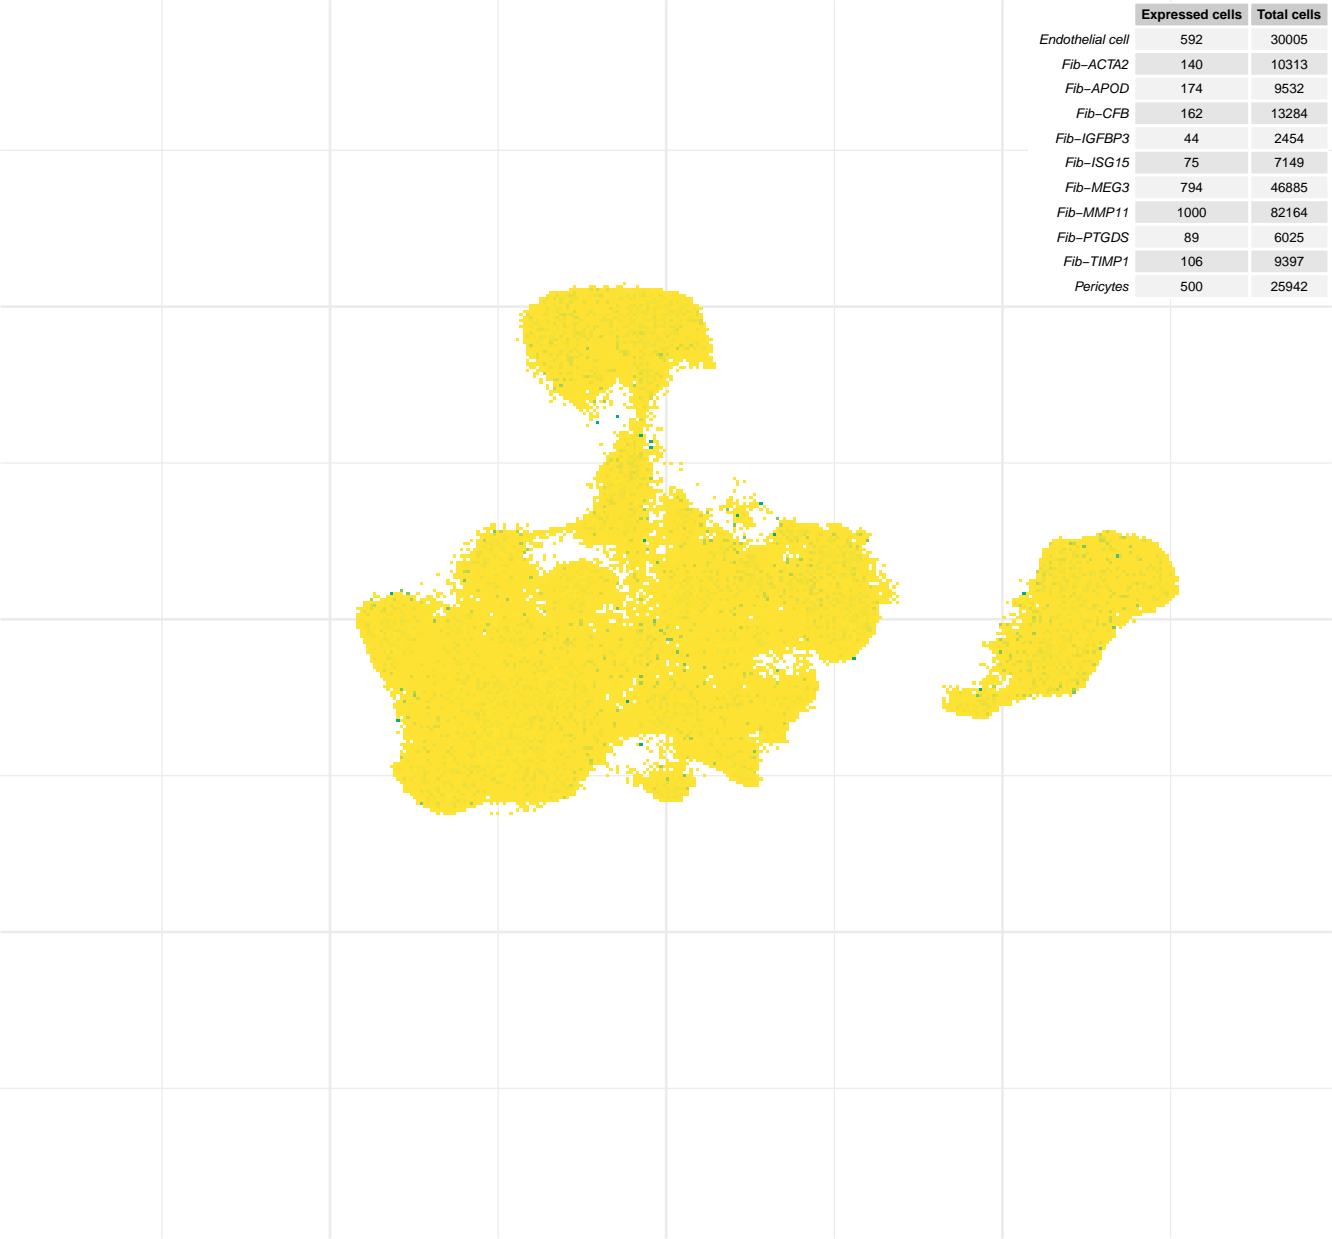 Expressed cells Total cells
Endothelial cell 592 30005
Fib−ACTA2 140 10313
Fib−APOD 174 9532
Fib−CFB 162 13284
Fib−IGFBP3 44 2454
Fib−ISG15 75 7149
Fib−MEG3 794 46885
Fib−MMP11 1000 82164
Fib−PTGDS 89 6025
Fib−TIMP1 106 9397
Pericytes 500 25942